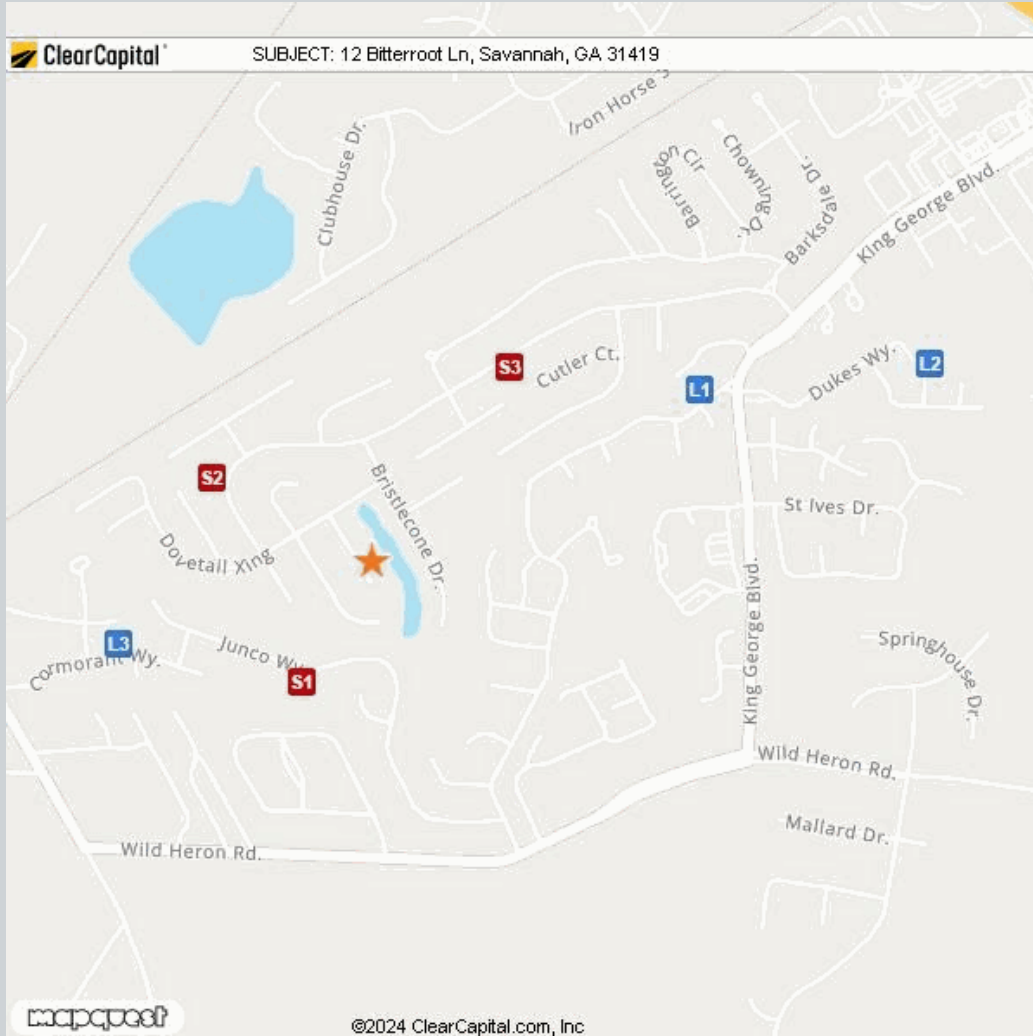 ClearCapital
SUBJECT: 12 Bitterroot Ln, Savannah, GA 31419
Iron Horse
Clubhouse Dr.
Barrington Cir
Chowning Dr.
Barksdale Dr.
King George Blvd.
S3
Cutler Ct.
L1
Dukes Wy.
L2
S2
Bristlecone Dr.
St Ives Dr.
Dovetail Xing
King George Blvd.
L3
Cormorant Wy.
Junco Wy.
S1
Springhouse Dr.
Wild Heron Rd.
Mallard Dr.
Wild Heron Rd.
mapquest
©2024 ClearCapital.com, Inc